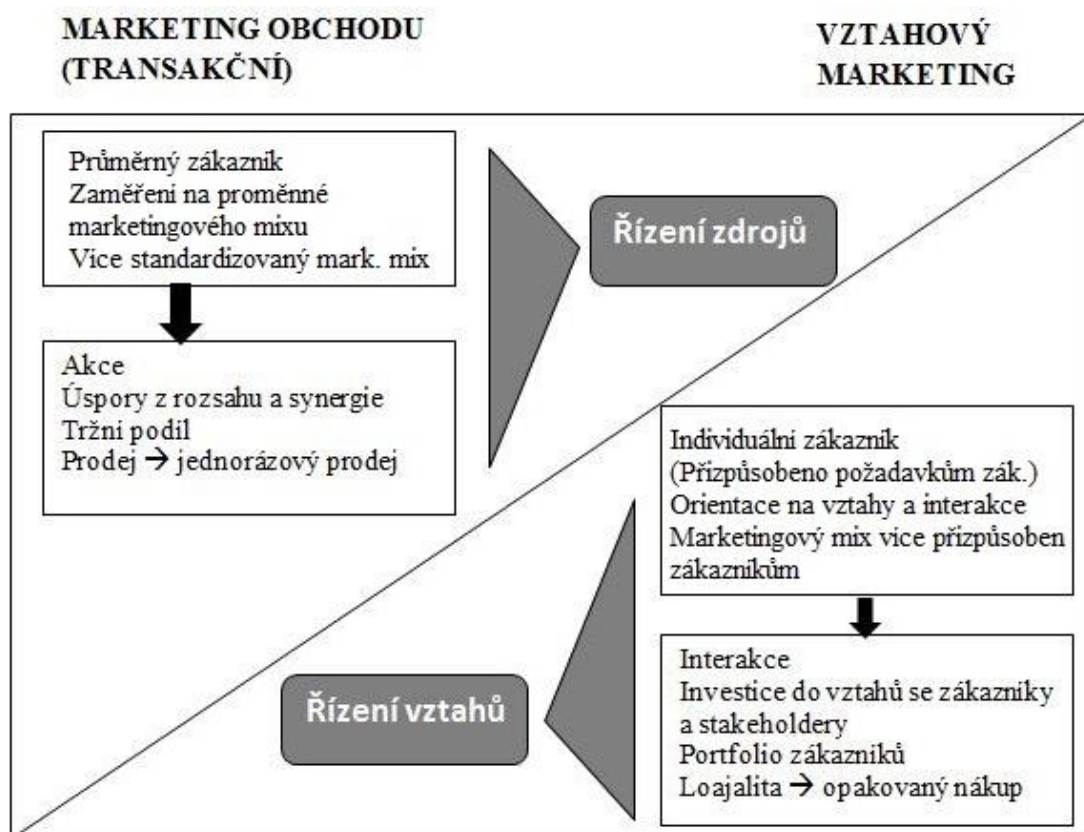 MARKETING OBCHODU
(TRANSAKČNÍ)
VZTAHOVÝ
MARKETING
Průměrný zákazník
Zaměření na proměnné
marketingového mixu
Více standardizovaný mark. mix
Řízení zdrojů
Akce
Úspory z rozsahu a synergie
Tržní podíl
Prodej → jednorázový prodej
Individuální zákazník
(Přizpůsobeno požadavkům zák.)
Orientace na vztahy a interakce
Marketingový mix více přizpůsoben
zákazníkům
Řízení vztahů
Interakce
Investice do vztahů se zákazníky
a stakeholdery
Portfolio zákazníků
Loajalita → opakovaný nákup